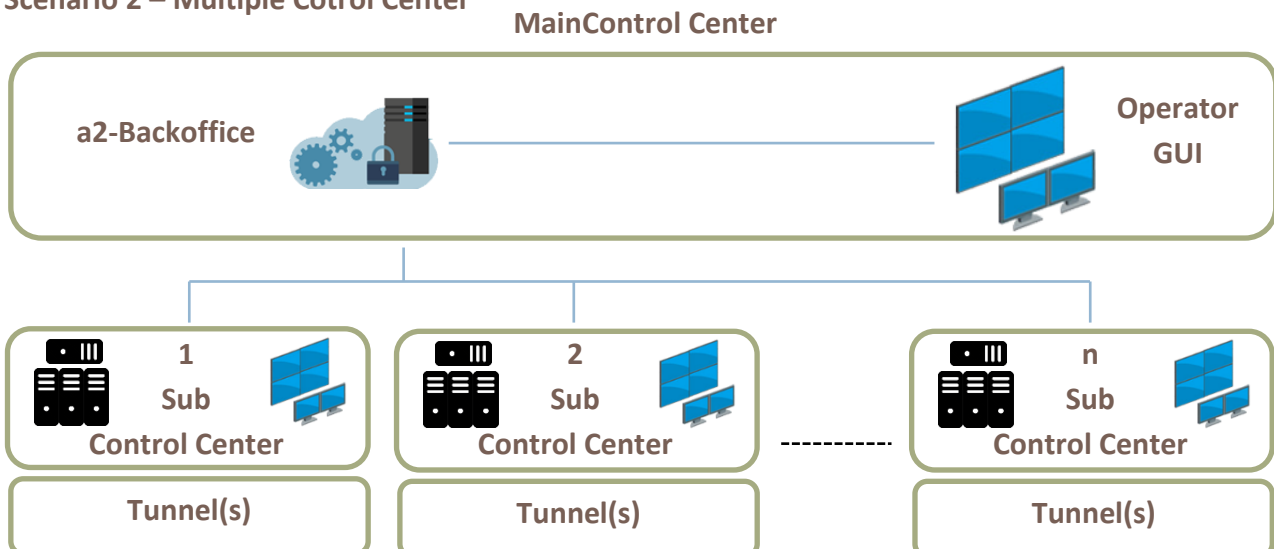 Scenario 2 – Multiple Cotrol Center
MainControl Center
a2-Backoffice
Operator
GUI
1
Sub
Control Center
2
Sub
Control Center
n
Sub
Control Center
Tunnel(s)
Tunnel(s)
Tunnel(s)